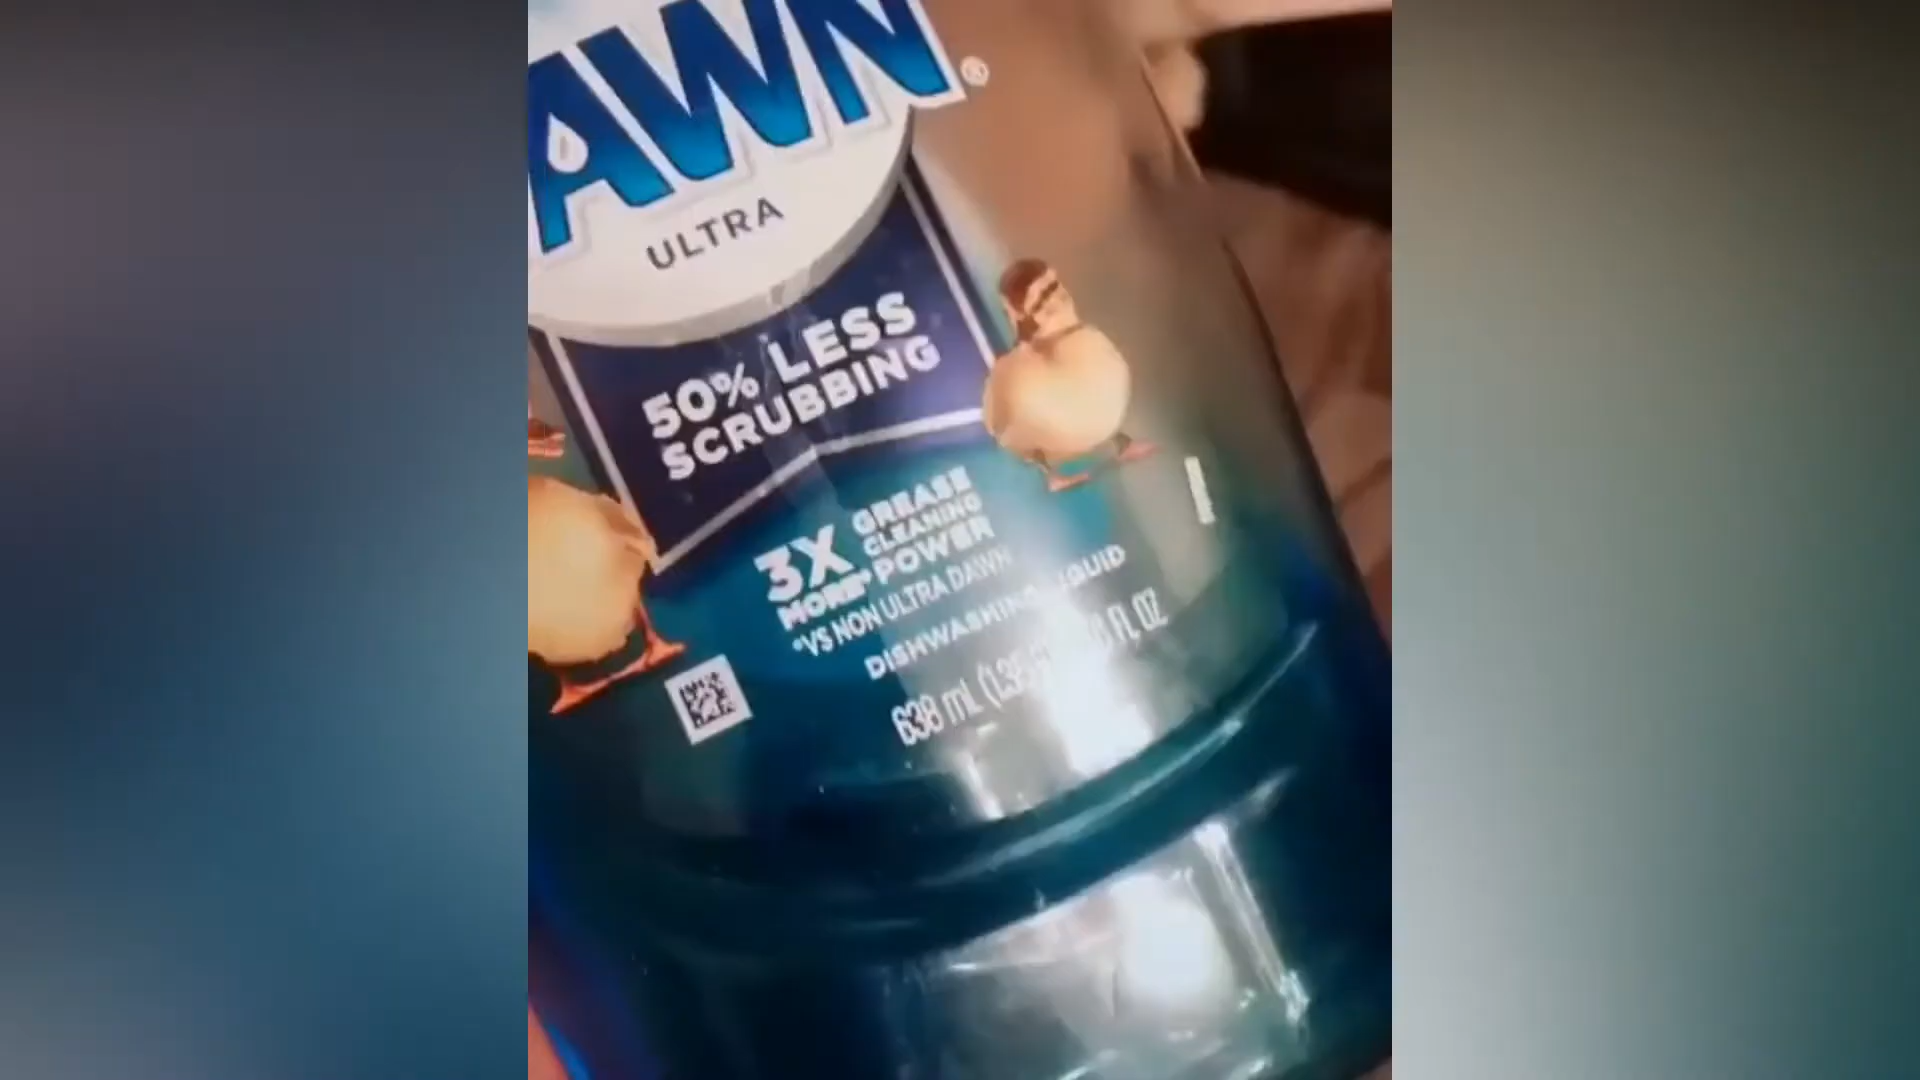 AWN®
ULTRA
50% LESS
SCRUBBING
3X
MORE*
GREASE
CLEANING
POWER
*VS NON ULTRA DAWN
DISHWASHING
638 mL
FL OZ